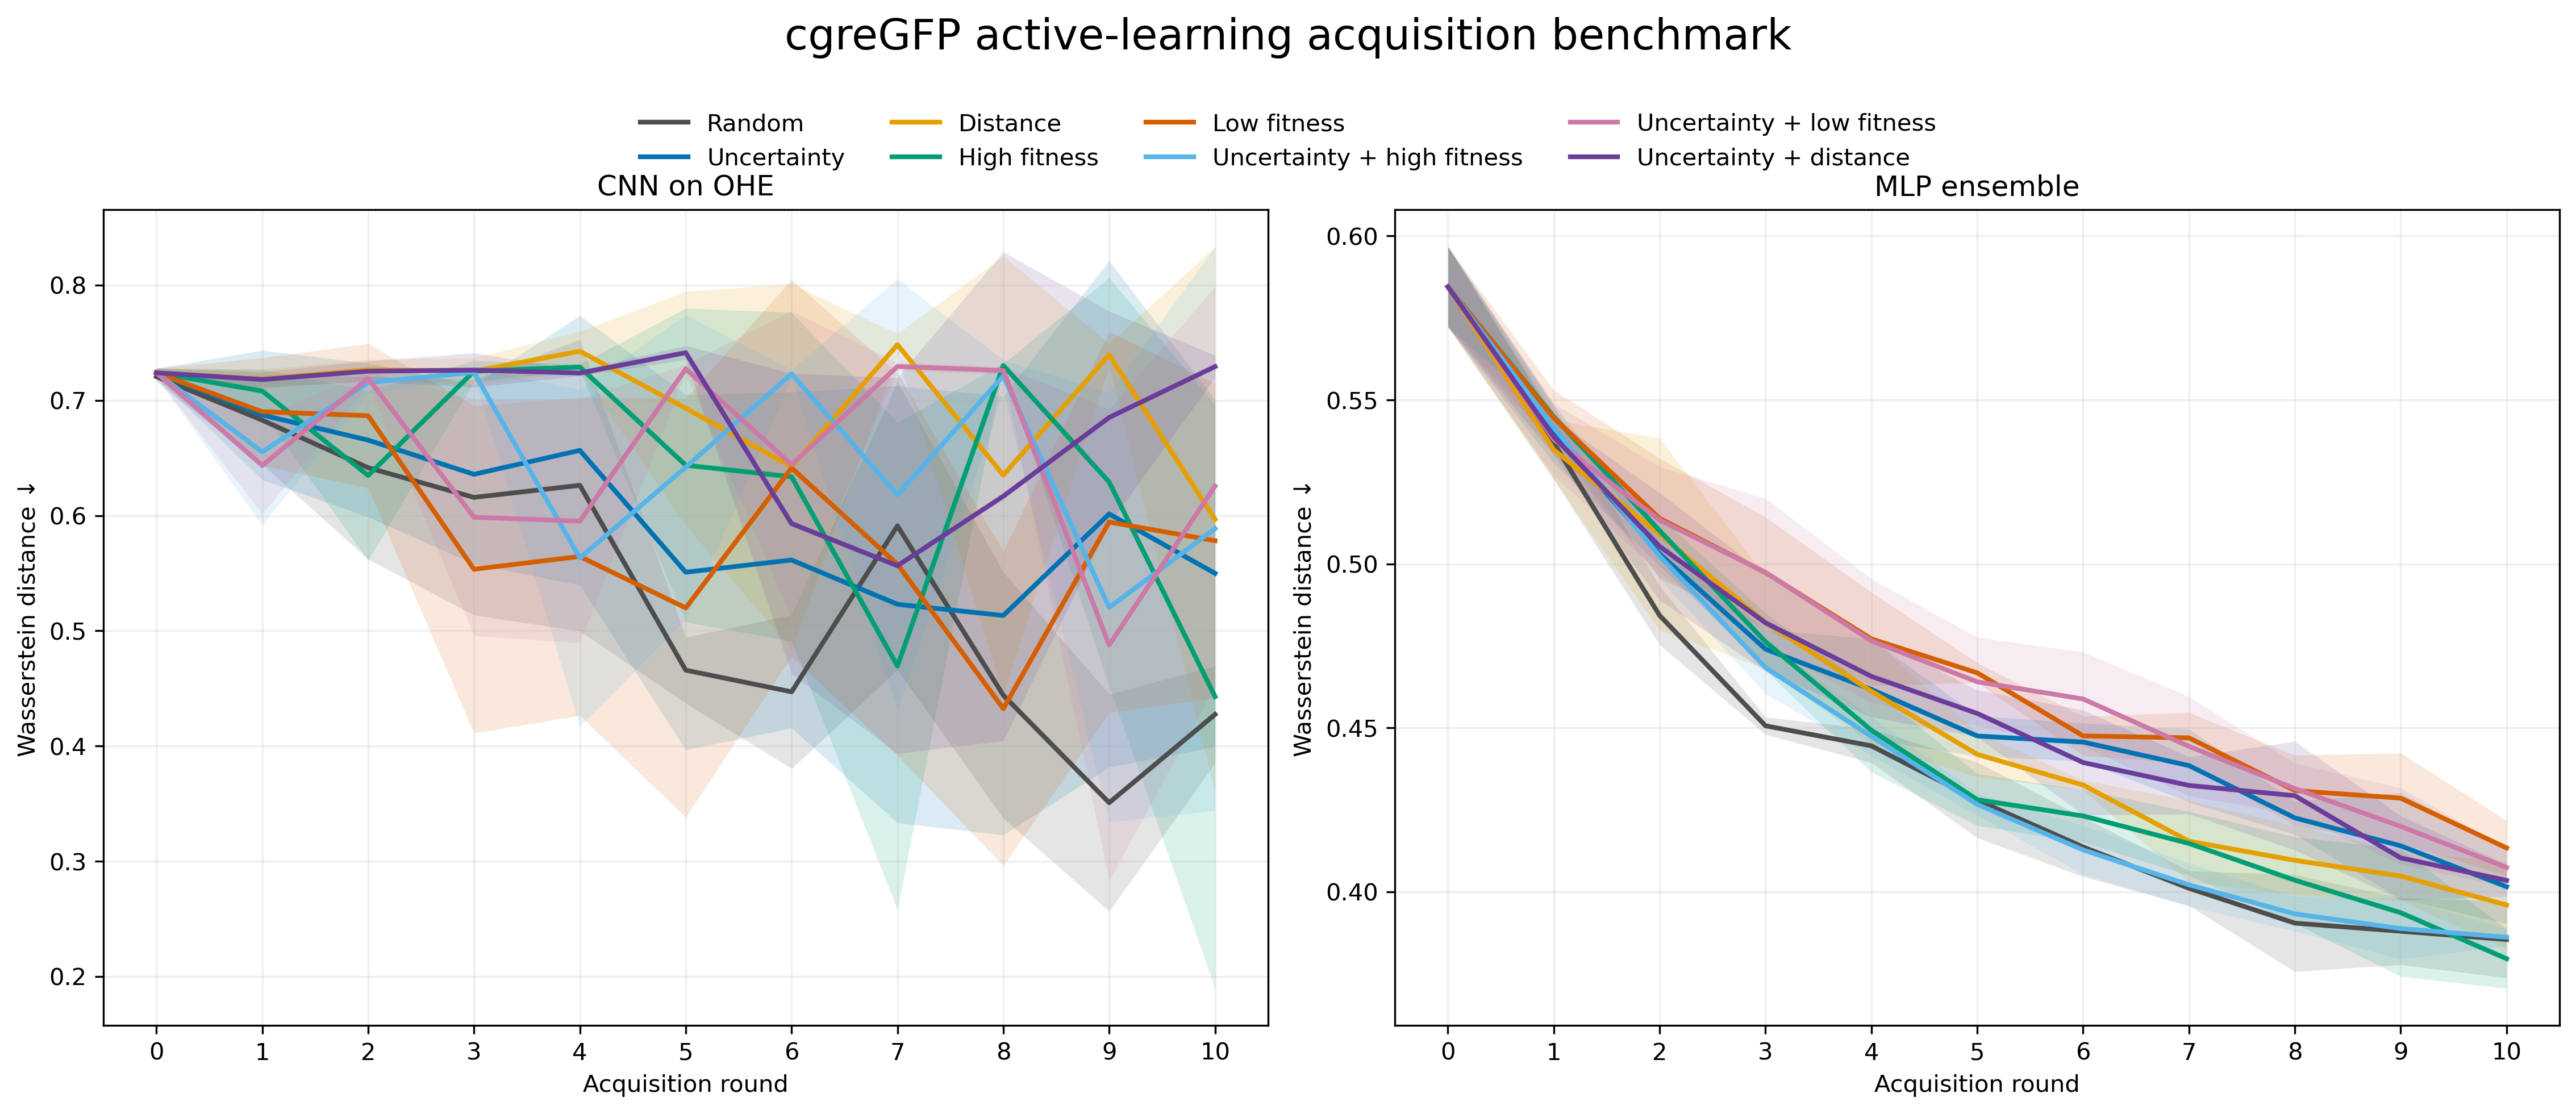 cgreGFP active-learning acquisition benchmark
Random
Distance
Low fitness
Uncertainty + low fitness
Uncertainty
High fitness
Uncertainty + high fitness
Uncertainty + distance
CNN on OHE
Wasserstein distance ↓
0.8
0.7
0.6
0.5
0.4
0.3
0.2
0 1 2 3 4 5 6 7 8 9 10
Acquisition round
MLP ensemble
Wasserstein distance ↓
0.60
0.55
0.50
0.45
0.40
0 1 2 3 4 5 6 7 8 9 10
Acquisition round